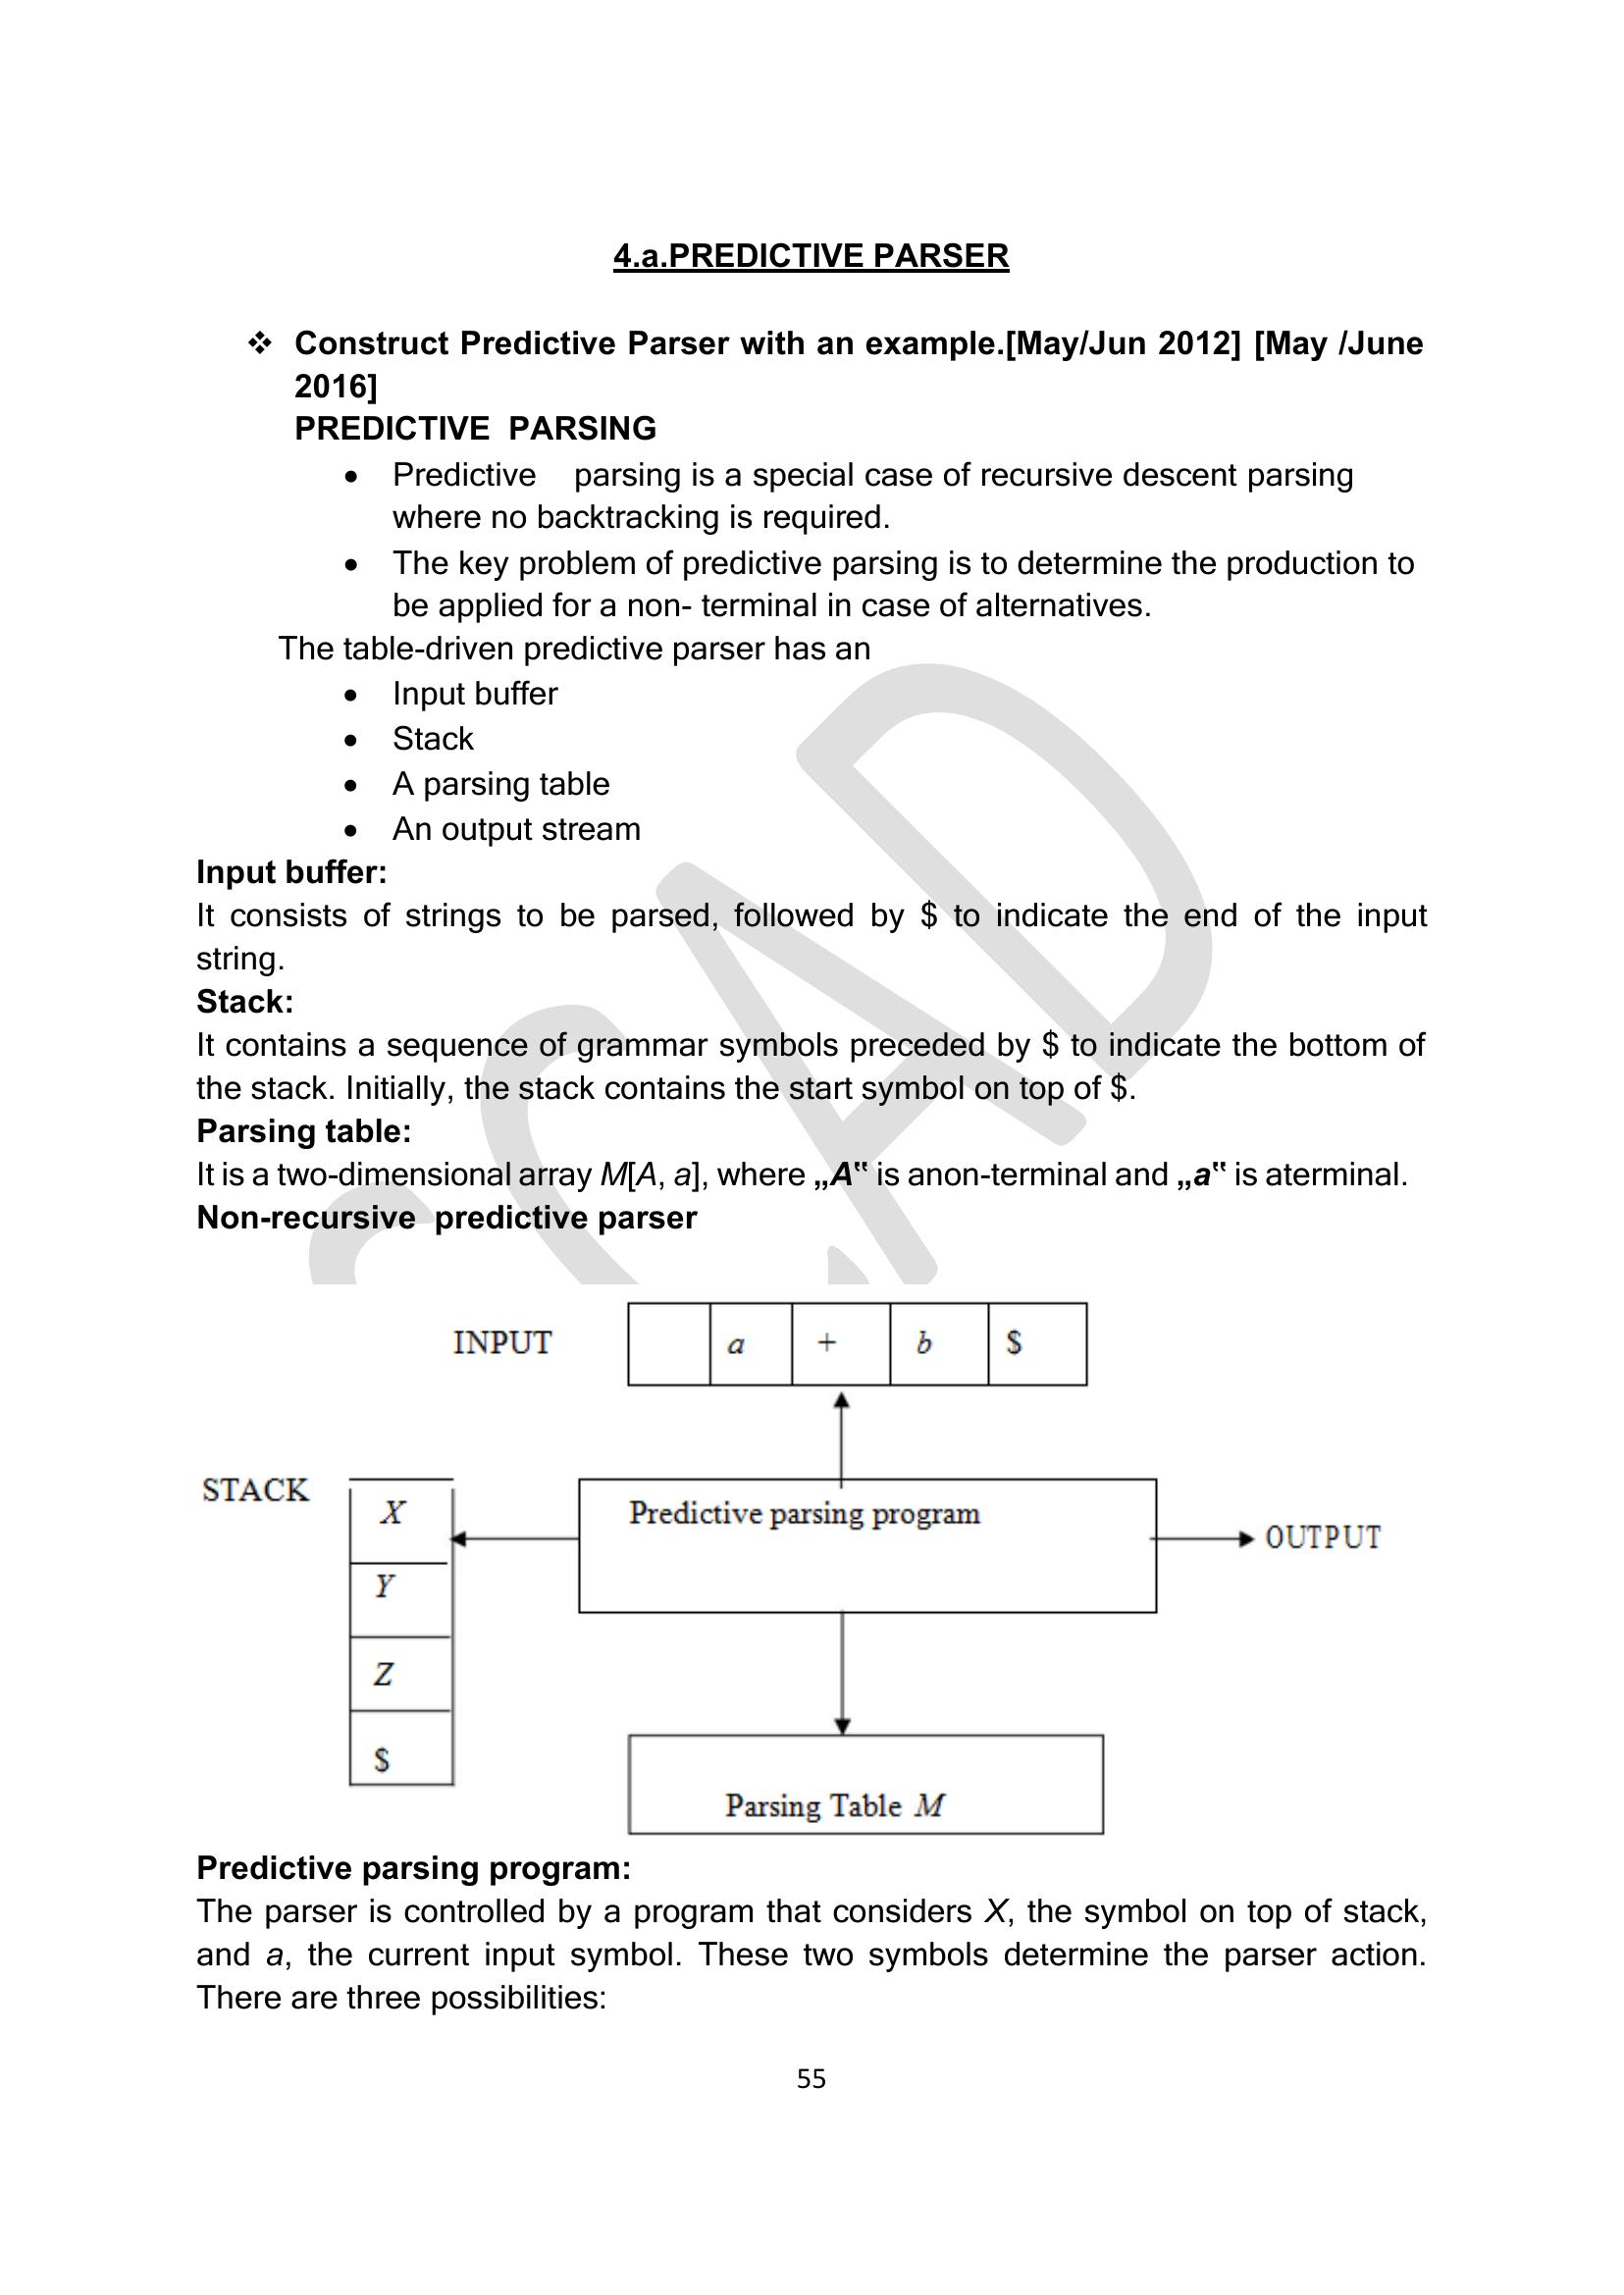 4.a.PREDICTIVE PARSER
❖ Construct Predictive Parser with an example.[May/Jun 2012] [May /June
2016]
PREDICTIVE PARSING
• Predictive parsing is a special case of recursive descent parsing
where no backtracking is required.
• The key problem of predictive parsing is to determine the production to
be applied for a non- terminal in case of alternatives.
The table-driven predictive parser has an
• Input buffer
• Stack
• A parsing table
• An output stream
Input buffer:
It consists of strings to be parsed, followed by $ to indicate the end of the input
string.
Stack:
It contains a sequence of grammar symbols preceded by $ to indicate the bottom of
the stack. Initially, the stack contains the start symbol on top of $.
Parsing table:
It is a two-dimensional array M[A, a], where „A‟ is anon-terminal and „a‟ is aterminal.
Non-recursive predictive parser
INPUT a + b $
STACK
X
Predictive parsing program
OUTPUT
Y
Z
$
Parsing Table M
Predictive parsing program:
The parser is controlled by a program that considers X, the symbol on top of stack,
and a, the current input symbol. These two symbols determine the parser action.
There are three possibilities:
55